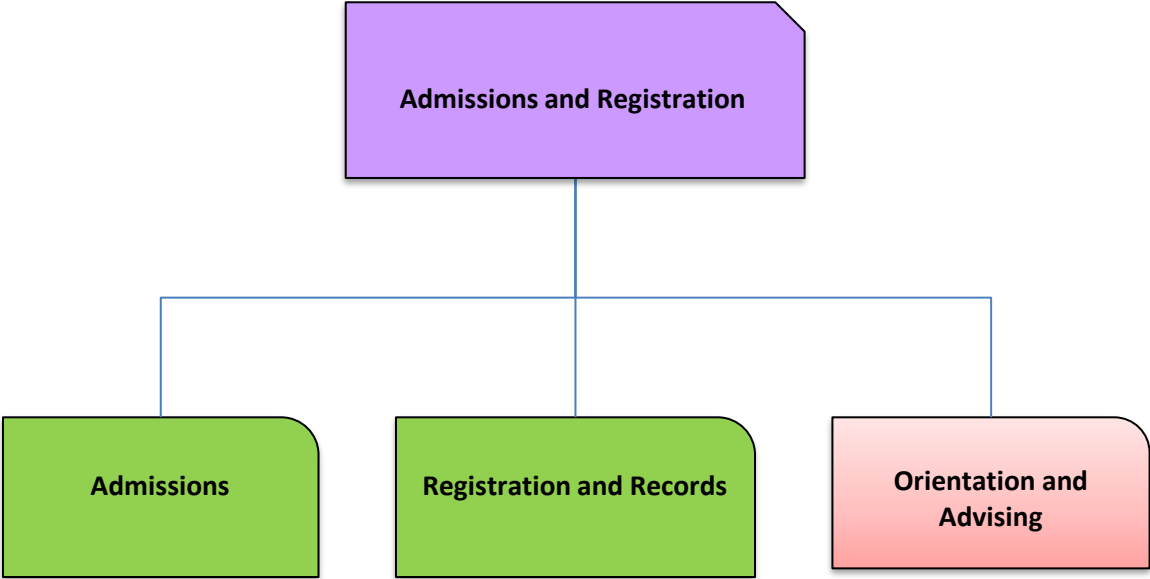 Admissions and Registration
Admissions
Registration and Records
Orientation and
Advising